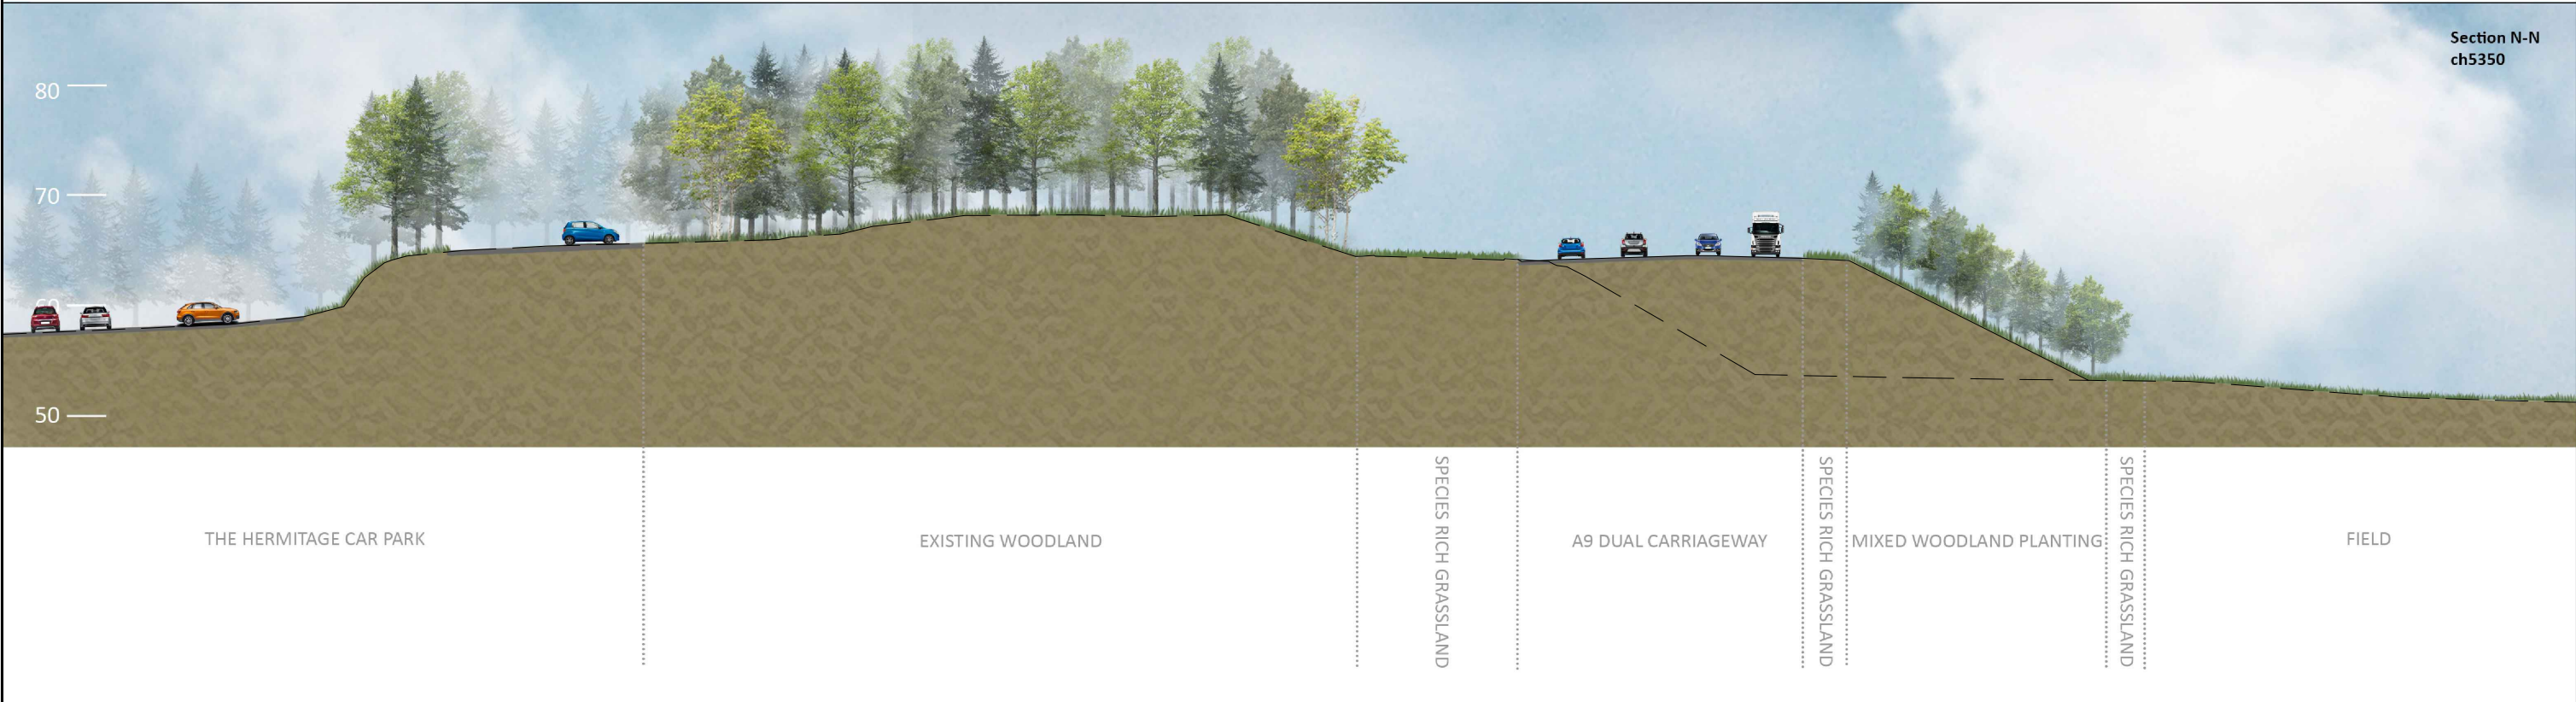 Section N-N
ch5350
80
70
60
50
THE HERMITAGE CAR PARK
EXISTING WOODLAND
SPECIES RICH GRASSLAND
A9 DUAL CARRIAGEWAY
SPECIES RICH GRASSLAND
MIXED WOODLAND PLANTING
SPECIES RICH GRASSLAND
FIELD